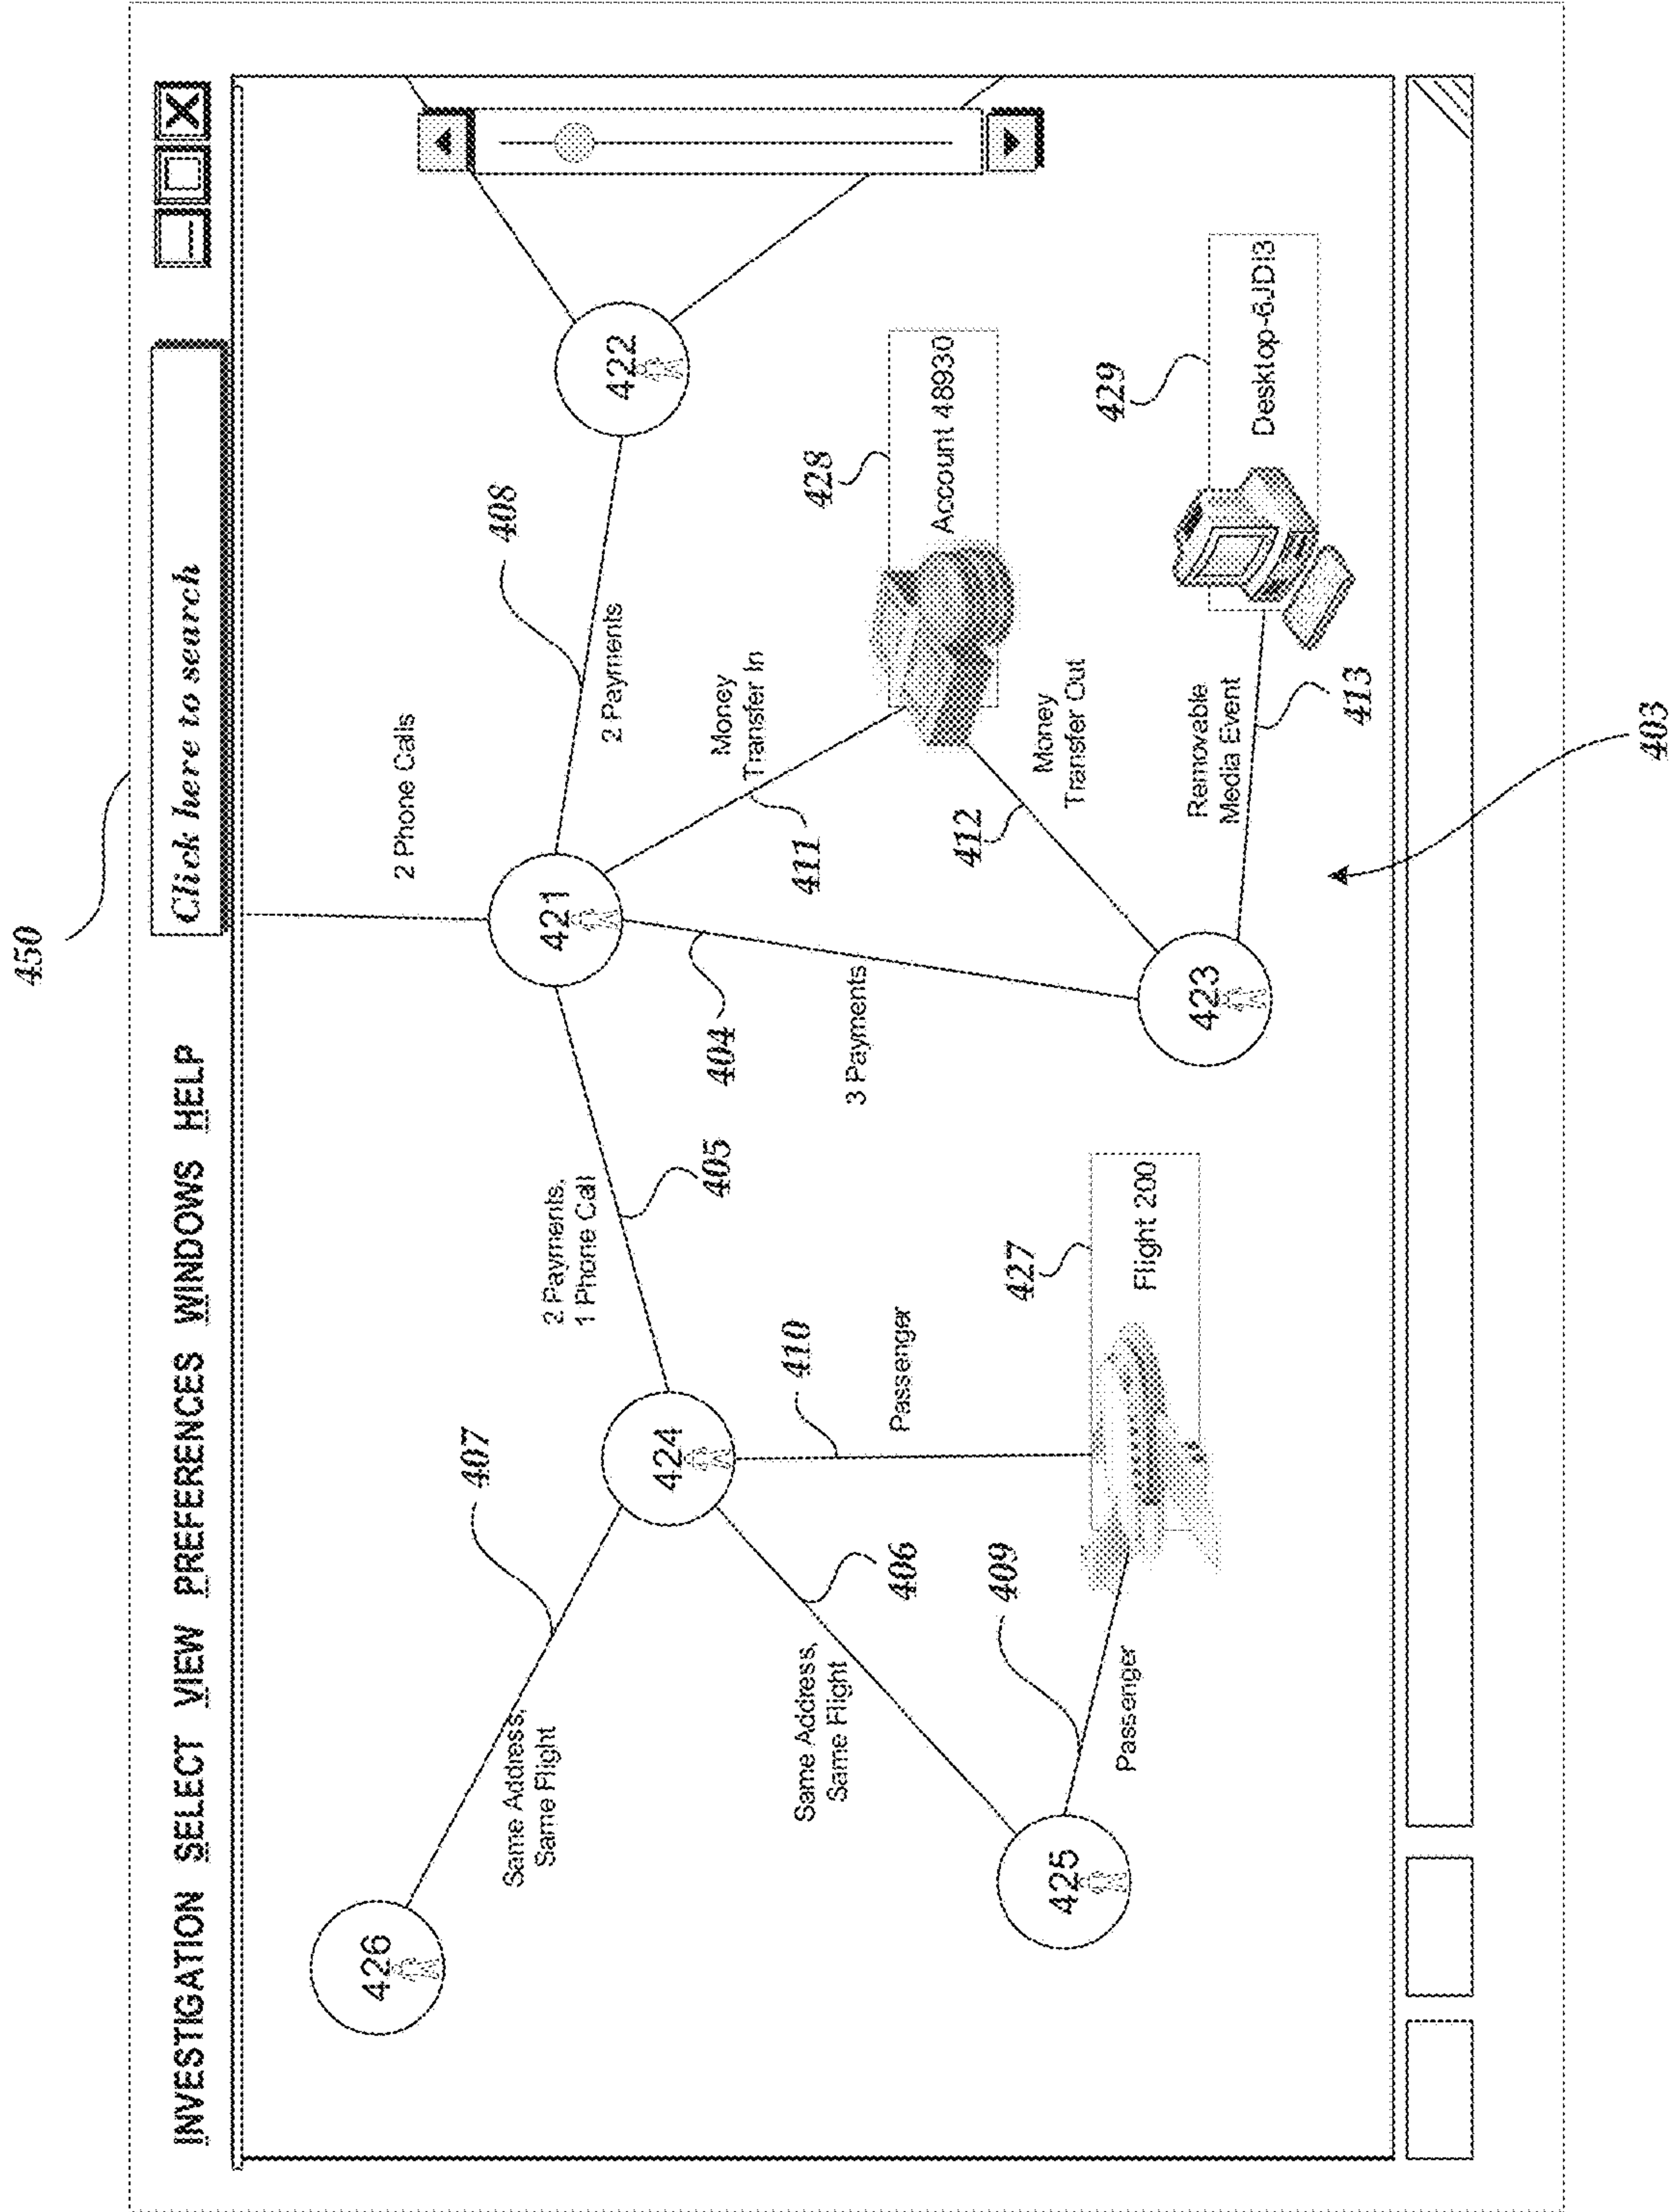 450
INVESTIGATION SELECT VIEW PREFERENCES WINDOWS HELP
Click here to search
2 Phone Calls
426
407
408
421
422
2 Payments,
1 Phone Call
2 Payments
Same Address,
Same Flight
424
405
404
Money
Transfer In
411
428
410
3 Payments
Same Address,
Same Flight
406
Passenger
412
Account 48930
409
427
Money
Transfer Out
425
429
Passenger
Flight 200
423
Removable
Media Event
Desktop-6JDI3
413
403